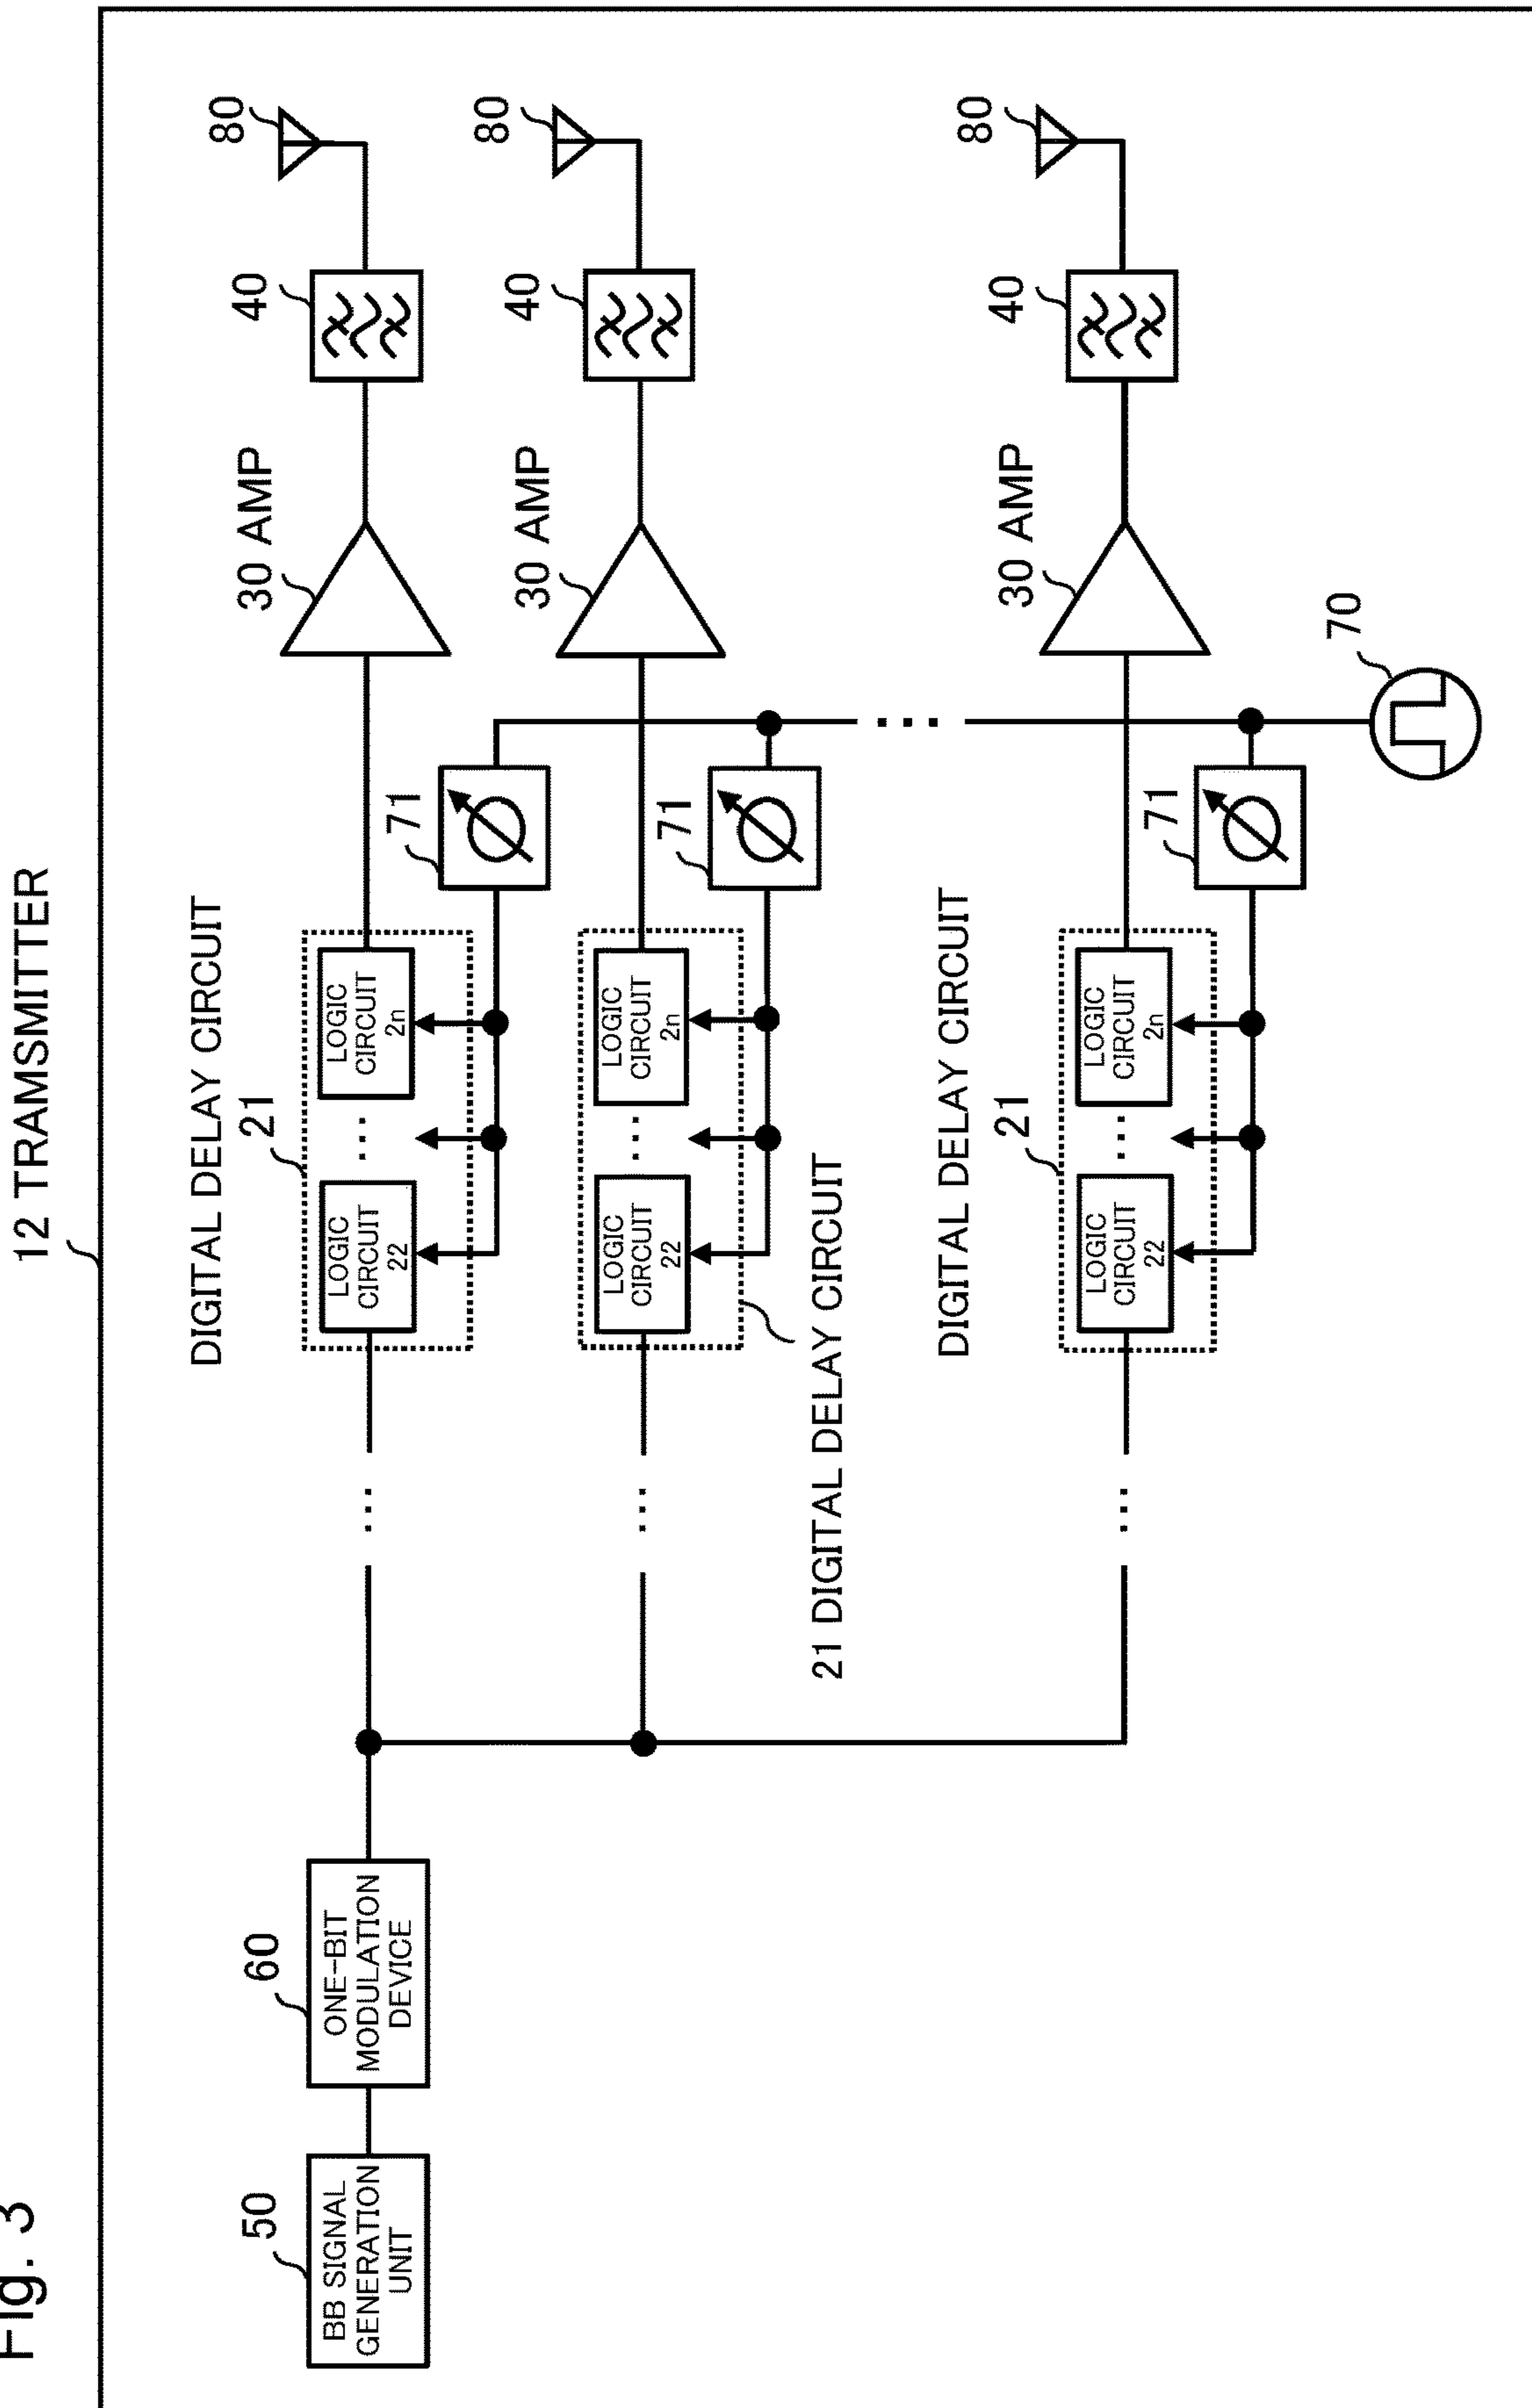 Fig. 3
12 TRAMSMITTER
50
BB SIGNAL
GENERATION
UNIT
60
ONE-BIT
MODULATION
DEVICE
DIGITAL DELAY CIRCUIT
21
LOGIC
CIRCUIT
22
LOGIC
CIRCUIT
2n
71
30 AMP
40
80
21 DIGITAL DELAY CIRCUIT
LOGIC
CIRCUIT
22
LOGIC
CIRCUIT
2n
71
30 AMP
40
80
DIGITAL DELAY CIRCUIT
21
LOGIC
CIRCUIT
22
LOGIC
CIRCUIT
2n
71
30 AMP
40
80
70